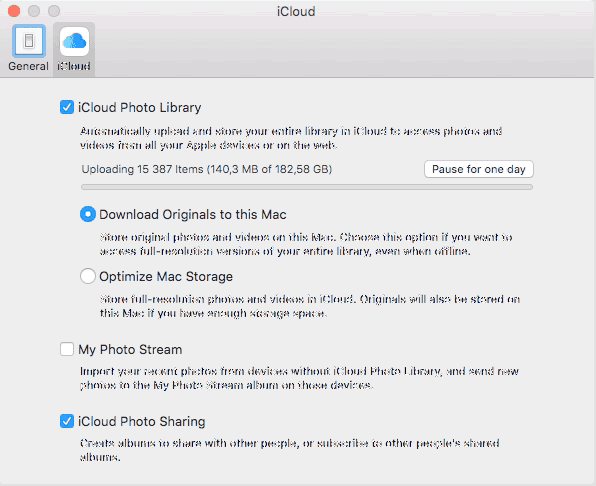 iCloud
General
iCloud
iCloud Photo Library
Automatically upload and store your entire library in iCloud to access photos and
videos from all your Apple devices or on the web.
Uploading 15 387 Items (140,3 MB of 182,58 GB)
Pause for one day
Download Originals to this Mac
Store original photos and videos on this Mac. Choose this option if you want to
access full-resolution versions of your entire library, even when offline.
Optimize Mac Storage
Store full-resolution photos and videos in iCloud. Originals will also be stored on
this Mac if you have enough storage space.
My Photo Stream
Import your recent photos from devices without iCloud Photo Library, and send new
photos to the My Photo Stream album on those devices.
iCloud Photo Sharing
Create albums to share with other people, or subscribe to other people's shared
albums.